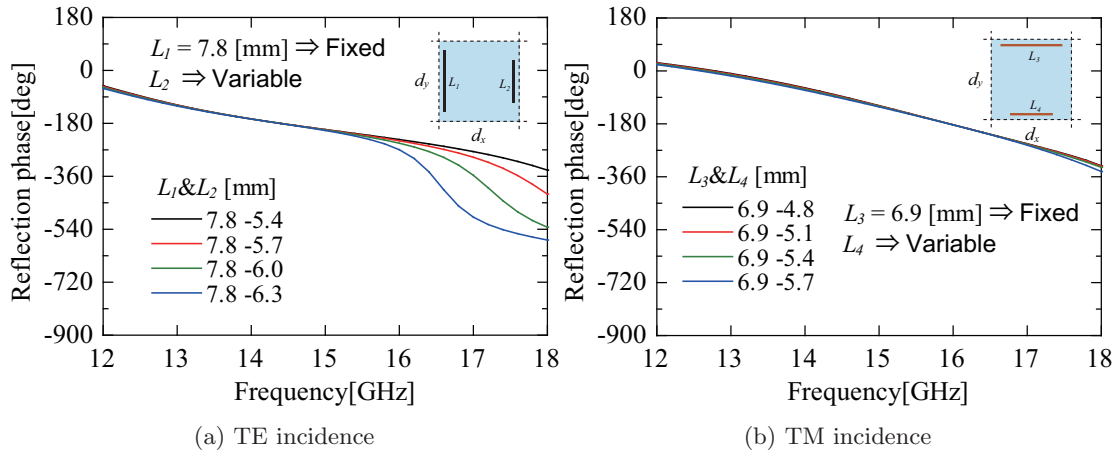 180
0
-180
-360
-540
-720
-900
Reflection phase[deg]
L1 = 7.8 [mm] ⇒ Fixed
L2 ⇒ Variable
dy
L1
L2
dx
L1&L2 [mm]
7.8 -5.4
7.8 -5.7
7.8 -6.0
7.8 -6.3
12 13 14 15 16 17 18
Frequency[GHz]
(a) TE incidence
180
0
-180
-360
-540
-720
-900
Reflection phase[deg]
L3
dy
L4
dx
L3&L4 [mm]
6.9 -4.8
6.9 -5.1
6.9 -5.4
6.9 -5.7
L3 = 6.9 [mm] ⇒ Fixed
L4 ⇒ Variable
12 13 14 15 16 17 18
Frequency[GHz]
(b) TM incidence